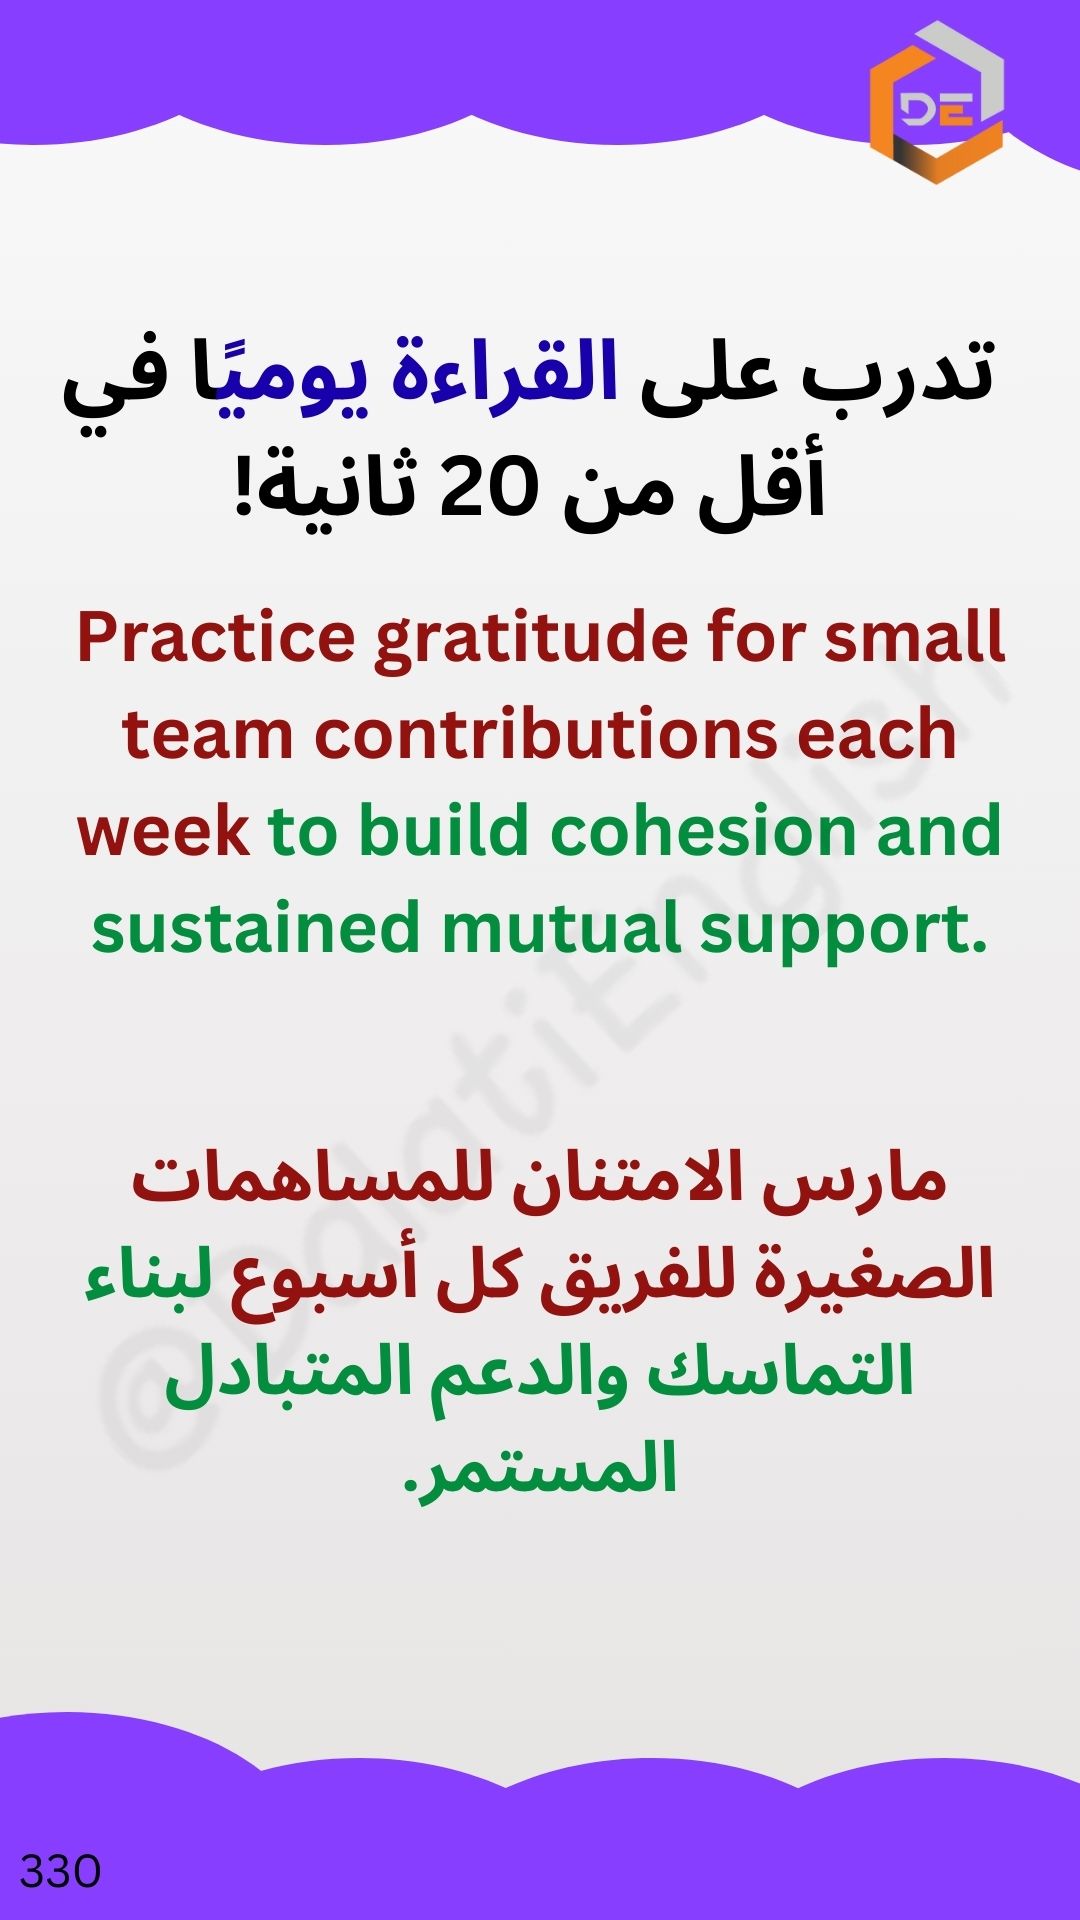 DE
تدرب على القراءة يوميًا في
أقل من 20 ثانية!
Practice gratitude for small
team contributions each
week to build cohesion and
sustained mutual support.
@DalatiEnglish
مارس الامتنان للمساهمات
الصغيرة للفريق كل أسبوع لبناء
التماسك والدعم المتبادل
المستمر.
330